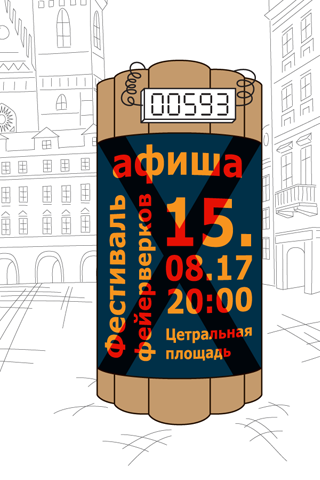 00593
афиша
Фестиваль
фейерверков
15.
08.17
20:00
Цетральная
площадь